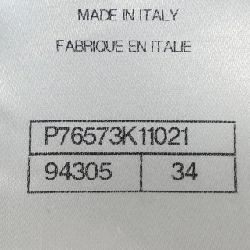 MADE IN ITALY
FABRIQUE EN ITALIE
P76573K11021
94305 34